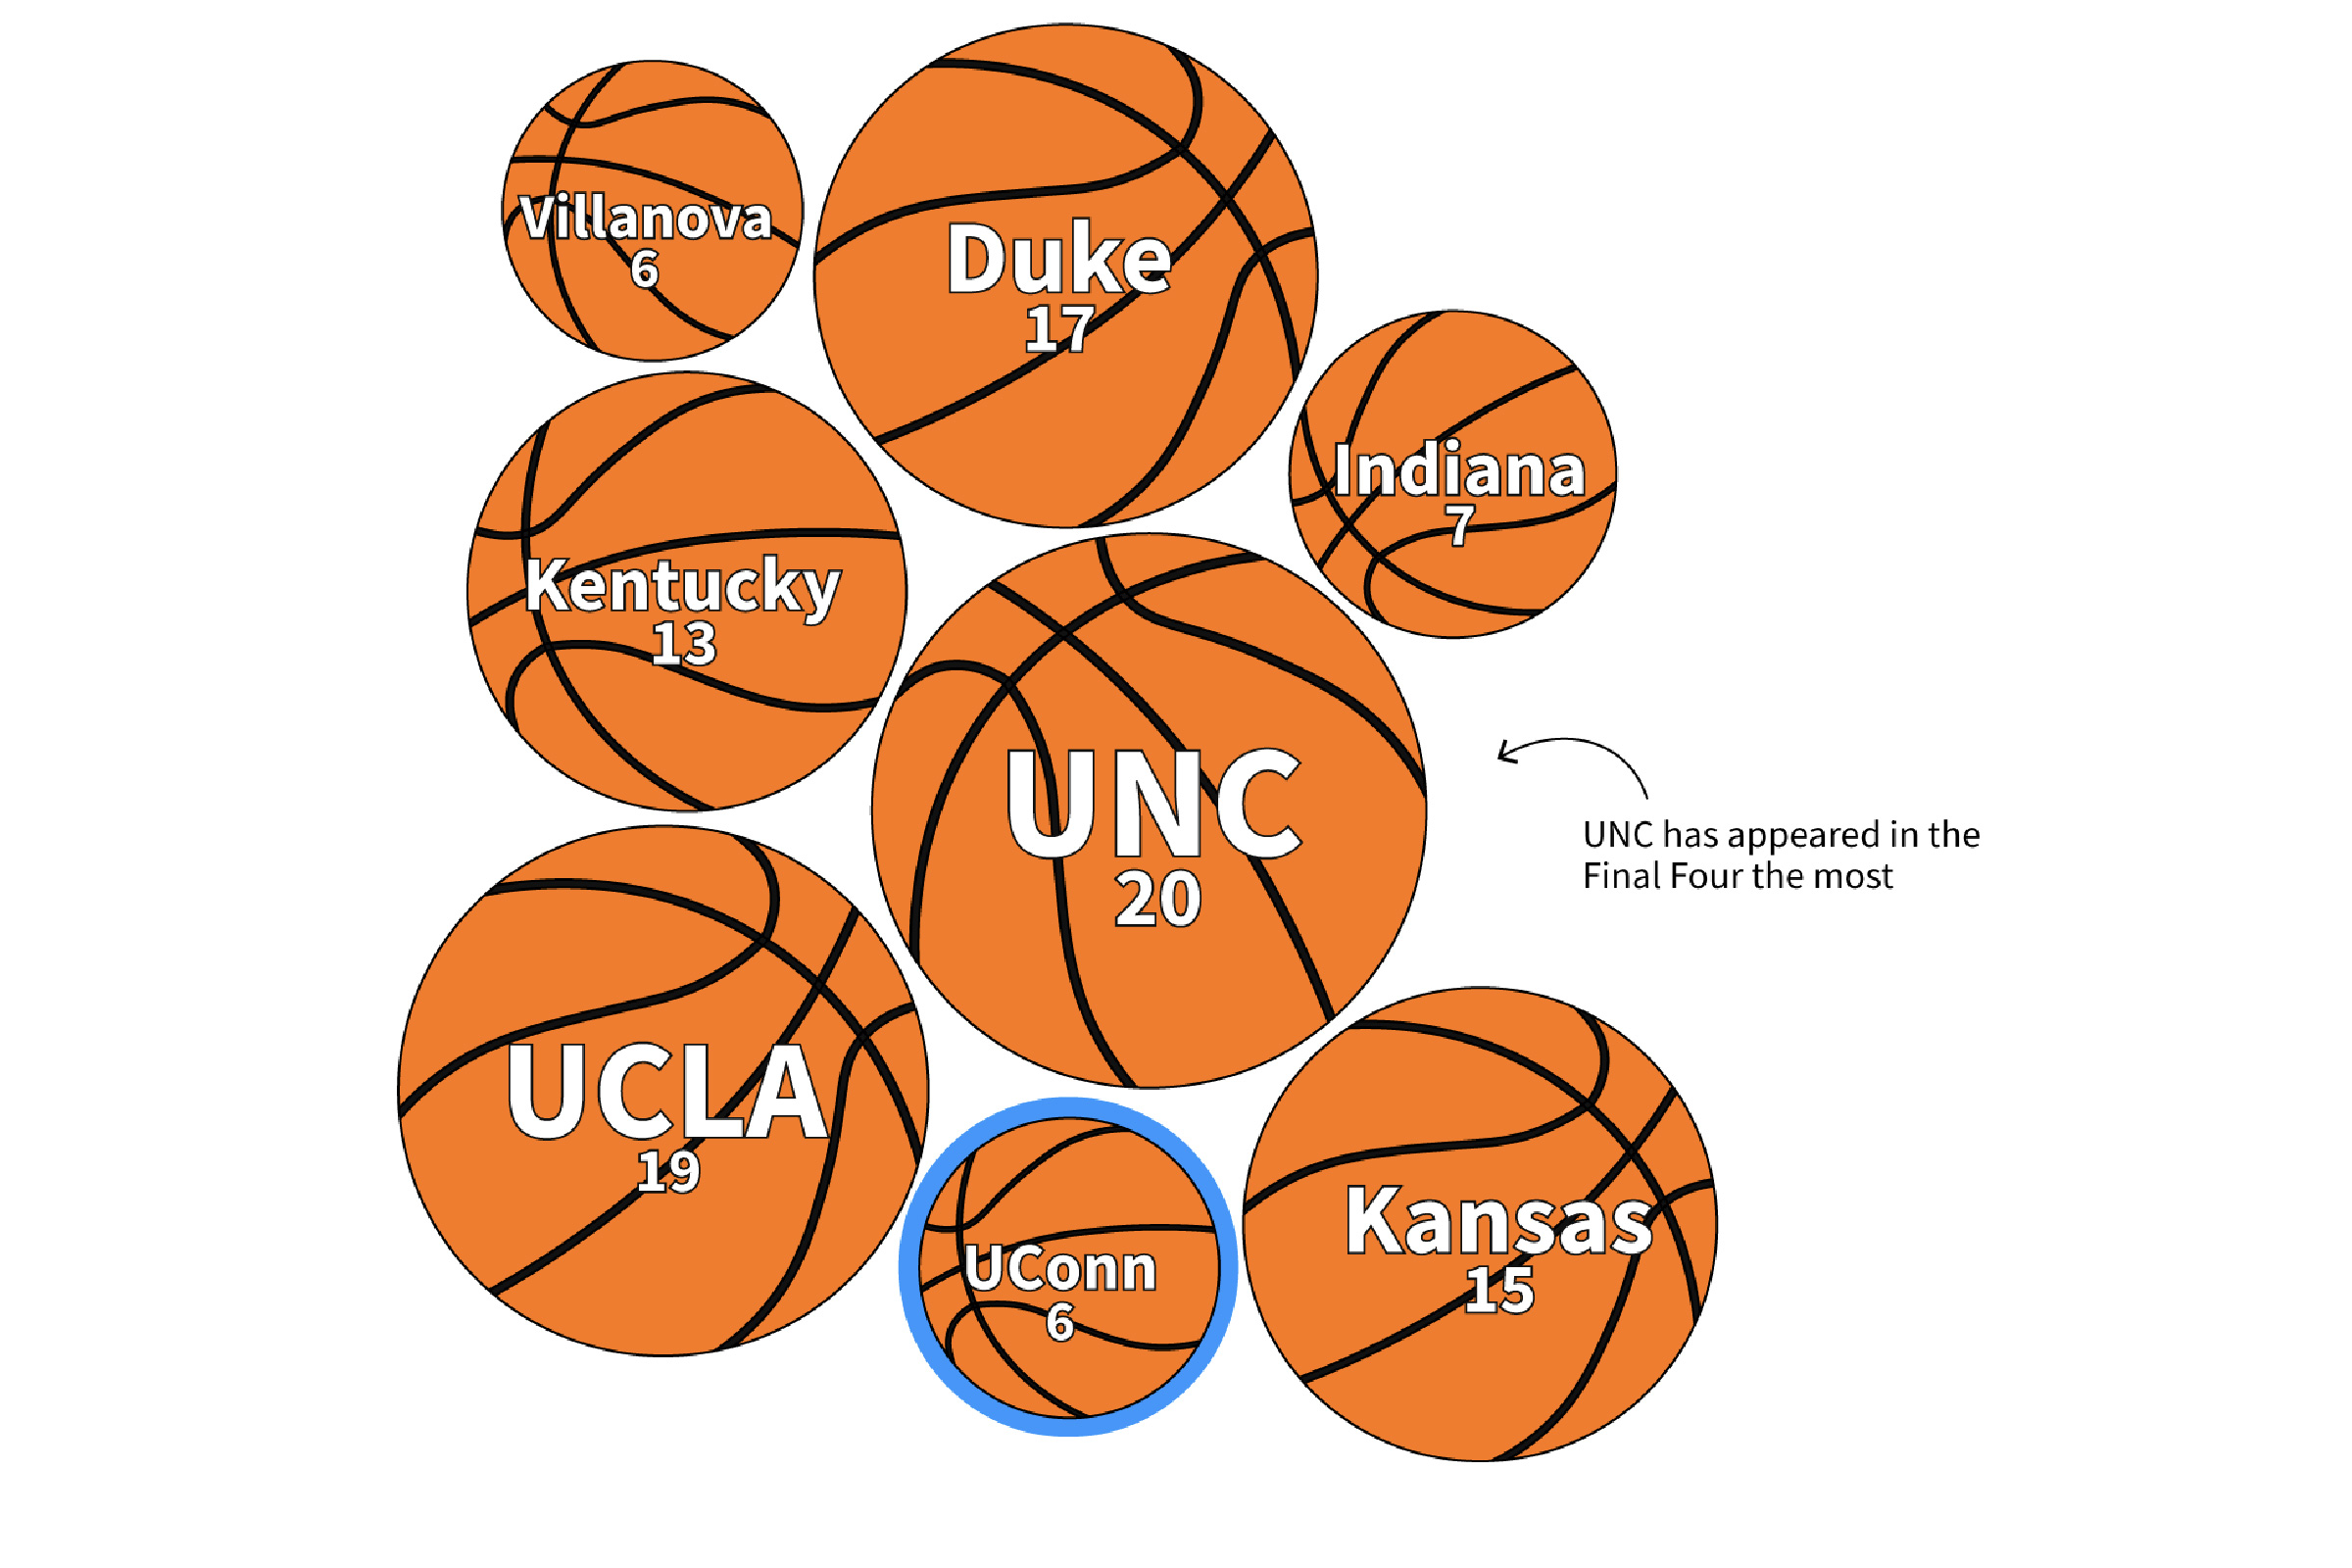 Villanova
6
Duke
17
Indiana
7
Kentucky
13
UNC
20
UNC has appeared in the
Final Four the most
UCLA
19
UConn
6
Kansas
15